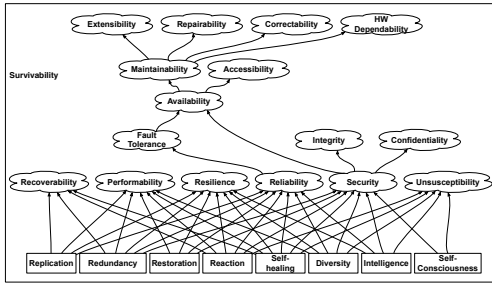 Extensibility
Repairability
Correctability
HW
Dependability
Survivability
Maintainability
Accessibility
Availability
Fault
Tolerance
Integrity
Confidentiality
Recoverability
Performability
Resilience
Reliability
Security
Unsusceptibility
Replication
Redundancy
Restoration
Reaction
Self-
healing
Diversity
Intelligence
Self-
Consciousness